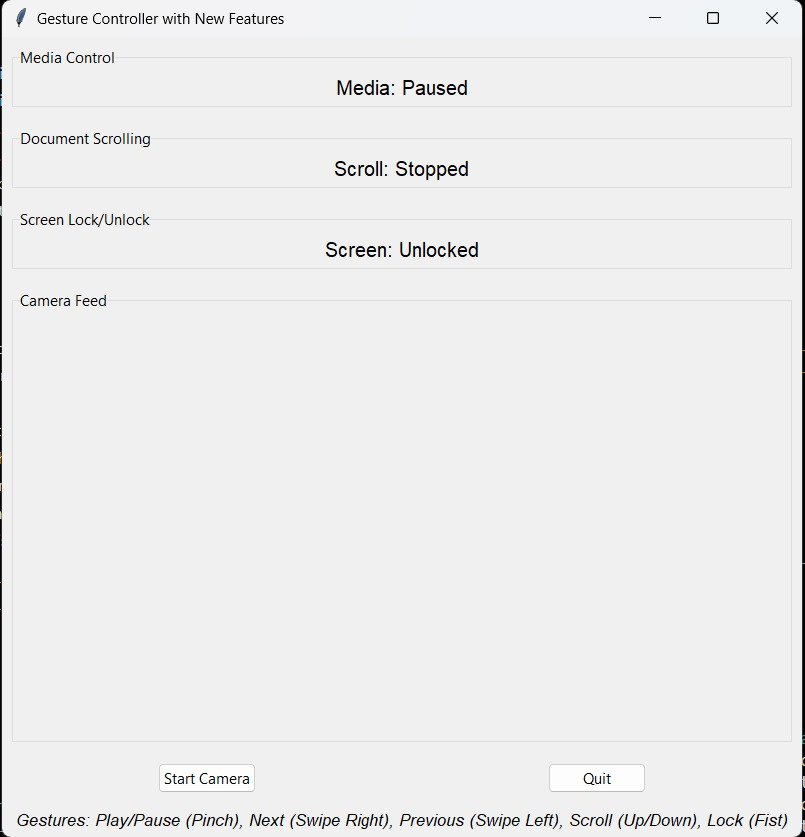 Gesture Controller with New Features
Media Control
Media: Paused
Document Scrolling
Scroll: Stopped
Screen Lock/Unlock
Screen: Unlocked
Camera Feed
Start Camera
Quit
Gestures: Play/Pause (Pinch), Next (Swipe Right), Previous (Swipe Left), Scroll (Up/Down), Lock (Fist)